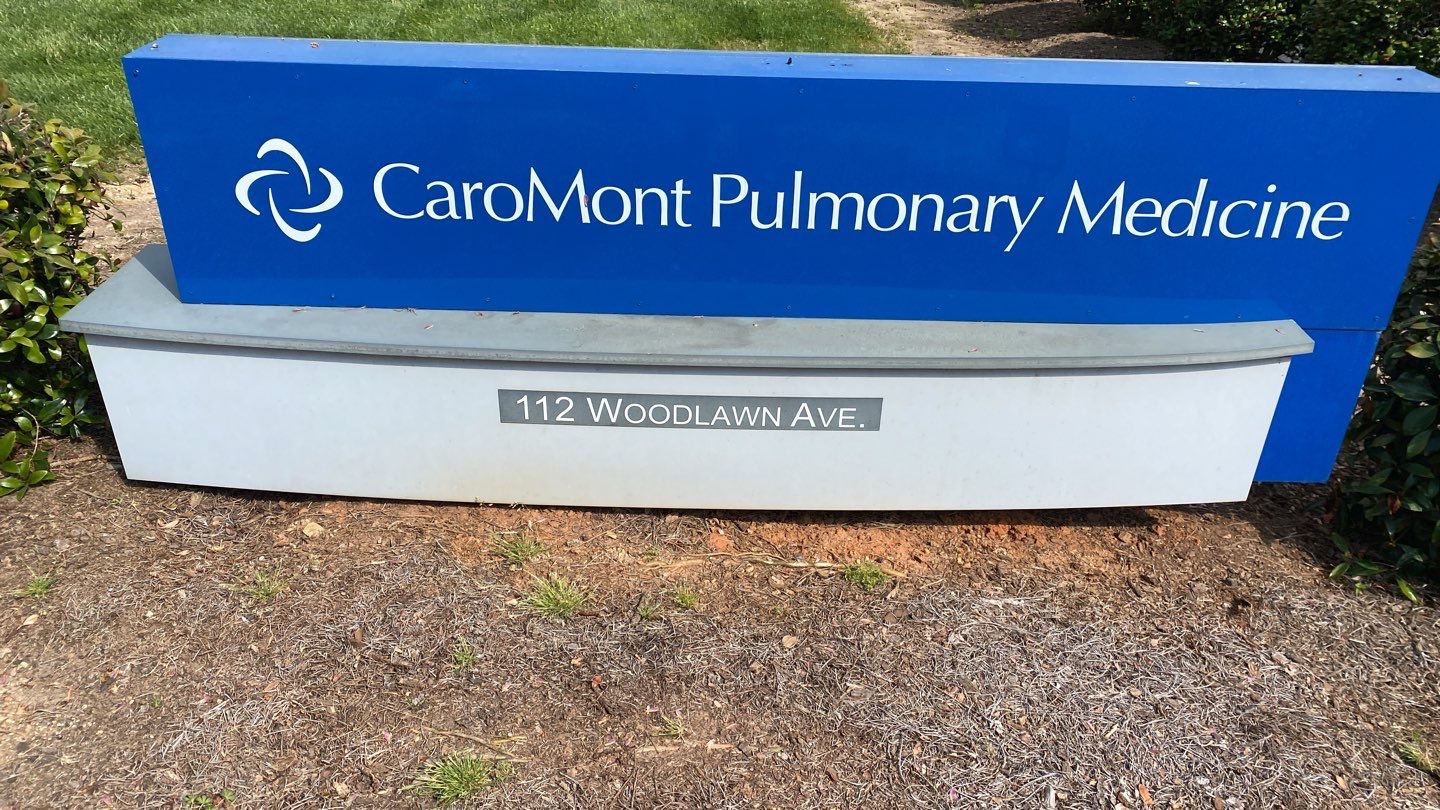 CaroMont Pulmonary Medicine
112 WOODLAWN AVE.